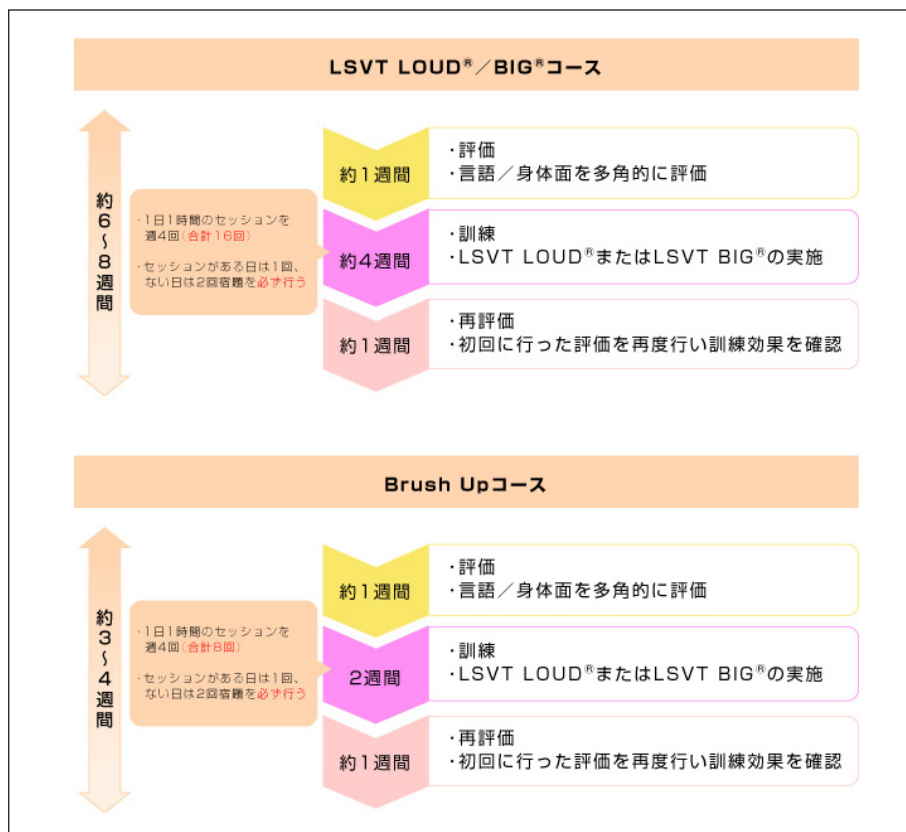 LSVT LOUD®／BIG®コース
約6～8週間
・1日1時間のセッションを
週4回(合計16回)
・セッションがある日は1回、
ない日は2回宿題を必ず行う
約1週間
・評価
・言語／身体面を多角的に評価
約4週間
・訓練
・LSVT LOUD®またはLSVT BIG®の実施
約1週間
・再評価
・初回に行った評価を再度行い訓練効果を確認
Brush Upコース
約3～4週間
・1日1時間のセッションを
週4回(合計8回)
・セッションがある日は1回、
ない日は2回宿題を必ず行う
約1週間
・評価
・言語／身体面を多角的に評価
2週間
・訓練
・LSVT LOUD®またはLSVT BIG®の実施
約1週間
・再評価
・初回に行った評価を再度行い訓練効果を確認